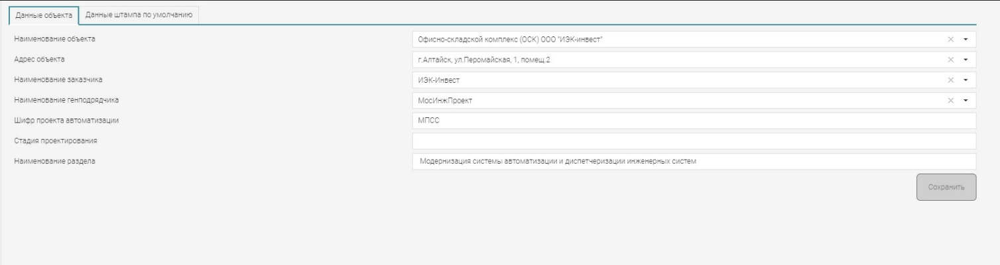 Данные объекта Данные штампа по умолчанию
Наименование объекта Офисно-складской комплекс (ОСК) ООО "ИЭК-инвест"
Адрес объекта г.Алтайск, ул.Перомайская, 1, помещ.2
Наименование заказчика ИЭК-Инвест
Наименование генподрядчика МосИнжПроект
Шифр проекта автоматизации МПСС
Стадия проектирования
Наименование раздела Модернизация системы автоматизации и диспетчеризации инженерных систем
Сохранить